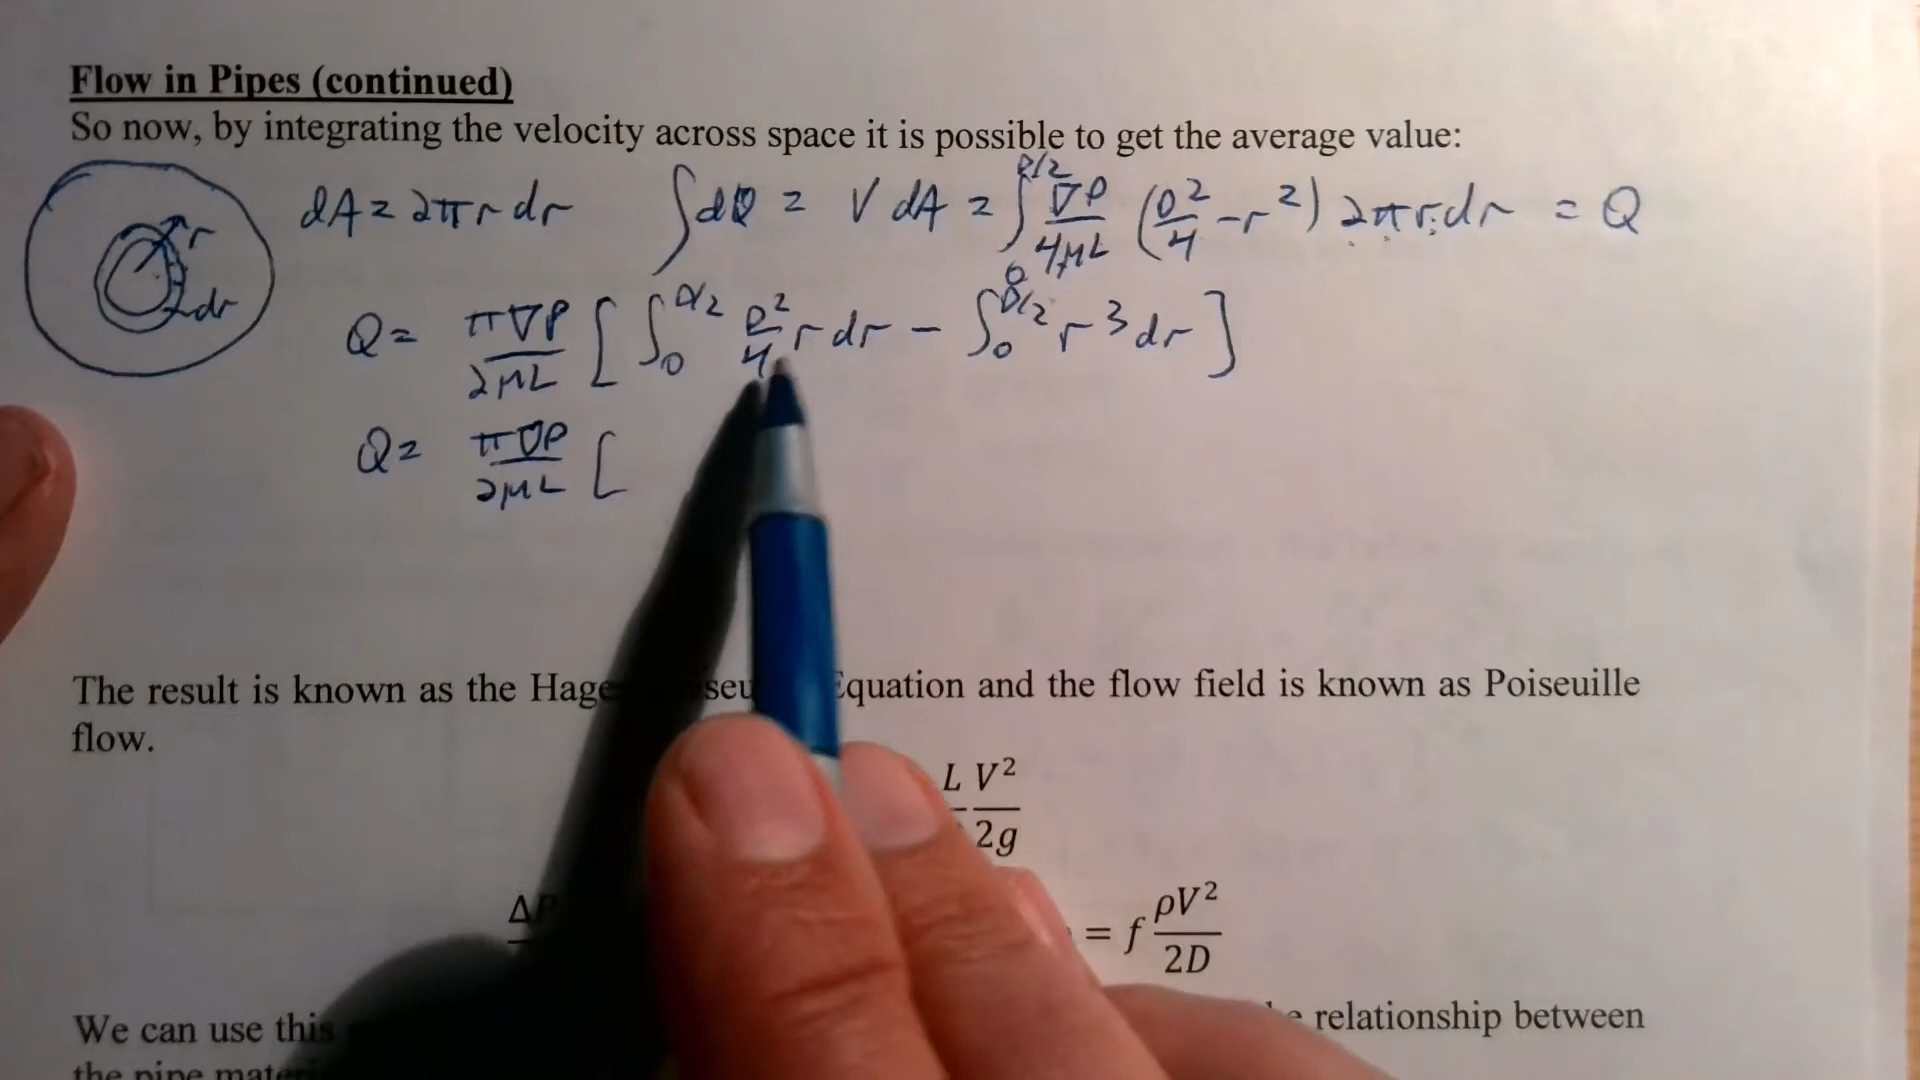 Flow in Pipes (continued)
So now, by integrating the velocity across space it is possible to get the average value:
r
dr
dA = 2πr dr ∫dQ = V dA = ∫₀^{D/2} ∇P/4μL (D²/4 - r²) 2πr dr = Q
Q = π∇P/2μL [∫₀^{D/2} D²/4 r dr - ∫₀^{D/2} r³ dr]
Q = π∇P/2μL [
The result is known as the Equation and the flow field is known as Poiseuille
flow.
L V²/2g
= f ρV²/2D
We can use this relationship between
the pipe